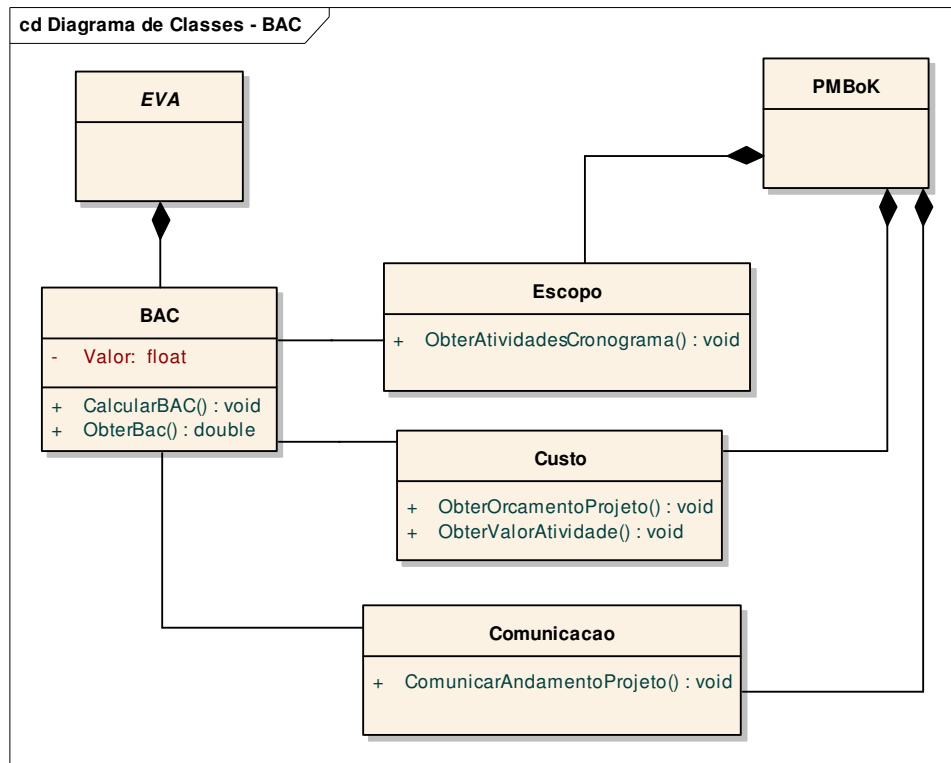 cd Diagrama de Classes - BAC
EVA
PMBoK
BAC
- Valor: float
+ CalcularBAC() : void
+ ObterBac() : double
Escopo
+ ObterAtividadesCronograma() : void
Custo
+ ObterOrcamentoProjeto() : void
+ ObterValorAtividade() : void
Comunicacao
+ ComunicarAndamentoProjeto() : void